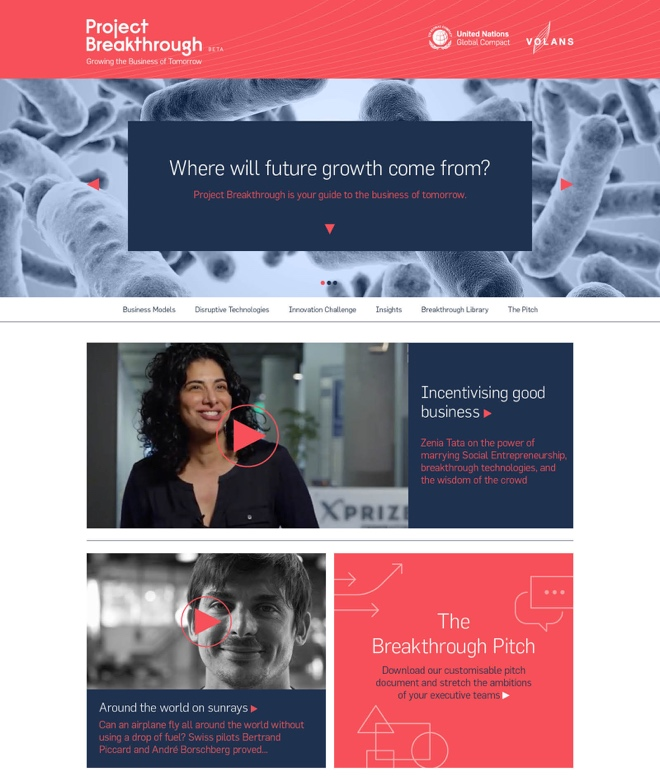 Project
Breakthrough BETA
Growing the Business of Tomorrow
United Nations
Global Compact
VOLANS
Where will future growth come from?
Project Breakthrough is your guide to the business of tomorrow.
Business Models Disruptive Technologies Innovation Challenge Insights Breakthrough Library The Pitch
XPRIZE
Incentivising good
business
Zenia Tata on the power of
marrying Social Entrepreneurship,
breakthrough technologies, and
the wisdom of the crowd
Around the world on sunrays
Can an airplane fly all around the world without
using a drop of fuel? Swiss pilots Bertrand
Piccard and André Borschberg proved...
The
Breakthrough Pitch
Download our customisable pitch
document and stretch the ambitions
of your executive teams